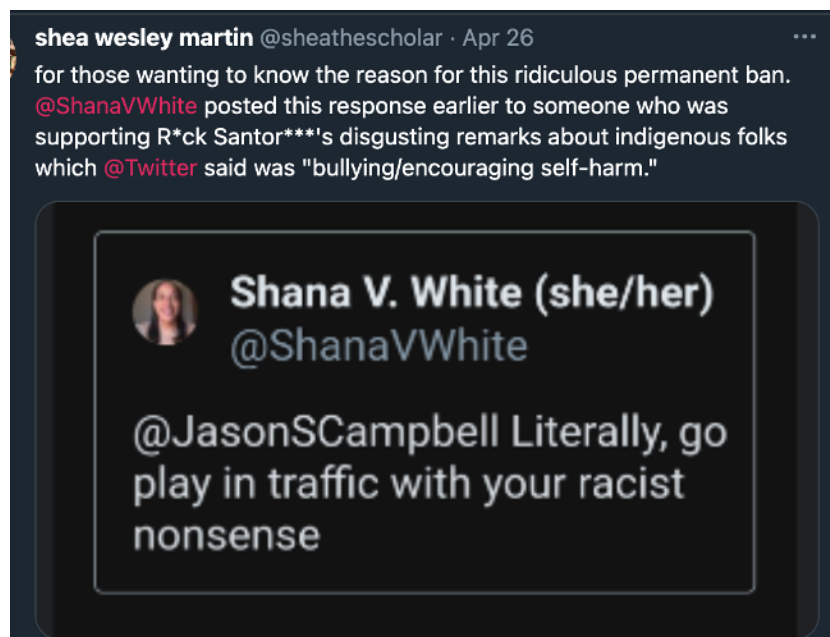 shea wesley martin @sheathescholar · Apr 26
for those wanting to know the reason for this ridiculous permanent ban.
@ShanaVWhite posted this response earlier to someone who was
supporting R*ck Santor***'s disgusting remarks about indigenous folks
which @Twitter said was "bullying/encouraging self-harm."
Shana V. White (she/her)
@ShanaVWhite
@JasonSCampbell Literally, go
play in traffic with your racist
nonsense